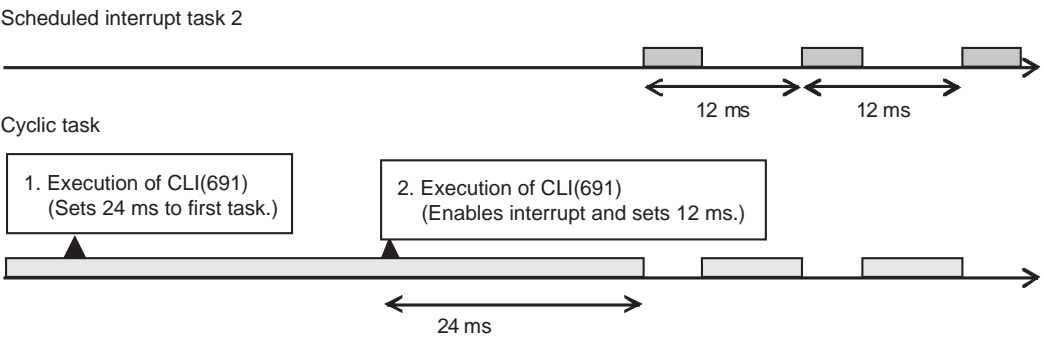 Scheduled interrupt task 2
12 ms
12 ms
Cyclic task
1. Execution of CLI(691)
(Sets 24 ms to first task.)
2. Execution of CLI(691)
(Enables interrupt and sets 12 ms.)
24 ms